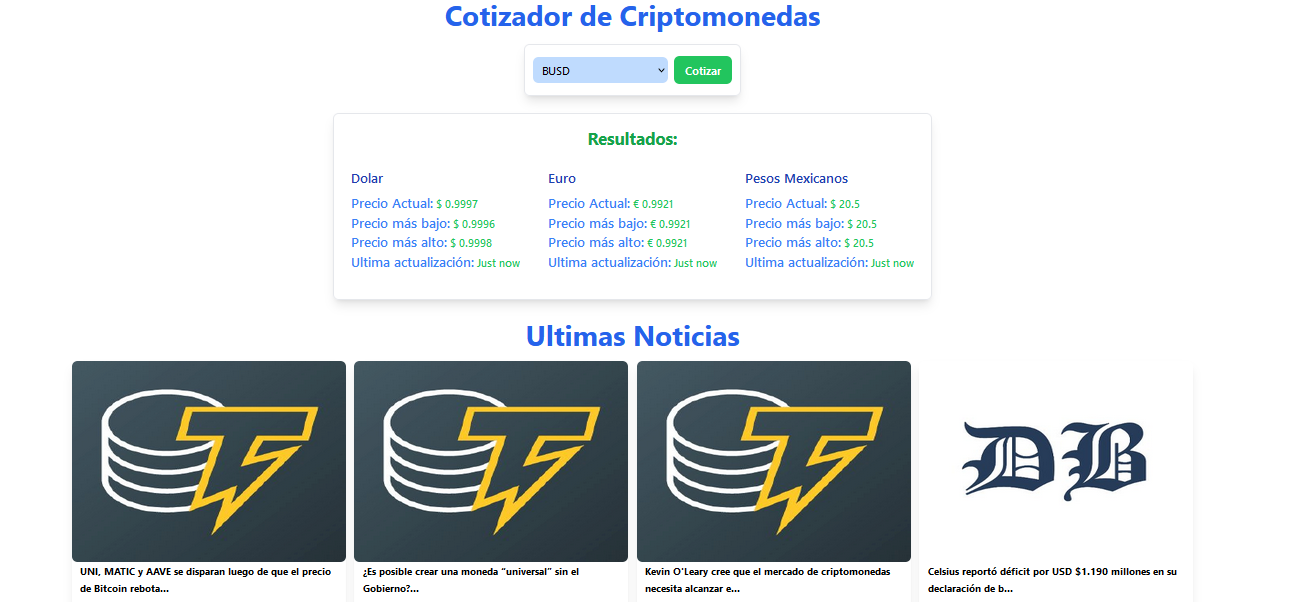 Cotizador de Criptomonedas
BUSD
Cotizar
Resultados:
Dolar
Precio Actual: $ 0.9997
Precio más bajo: $ 0.9996
Precio más alto: $ 0.9998
Ultima actualización: Just now
Euro
Precio Actual: € 0.9921
Precio más bajo: € 0.9921
Precio más alto: € 0.9921
Ultima actualización: Just now
Pesos Mexicanos
Precio Actual: $ 20.5
Precio más bajo: $ 20.5
Precio más alto: $ 20.5
Ultima actualización: Just now
Ultimas Noticias
UNI, MATIC y AAVE se disparan luego de que el precio
de Bitcoin rebota...
¿Es posible crear una moneda “universal” sin el
Gobierno?...
Kevin O'Leary cree que el mercado de criptomonedas
necesita alcanzar e...
DB
Celsius reportó déficit por USD $1.190 millones en su
declaración de b...